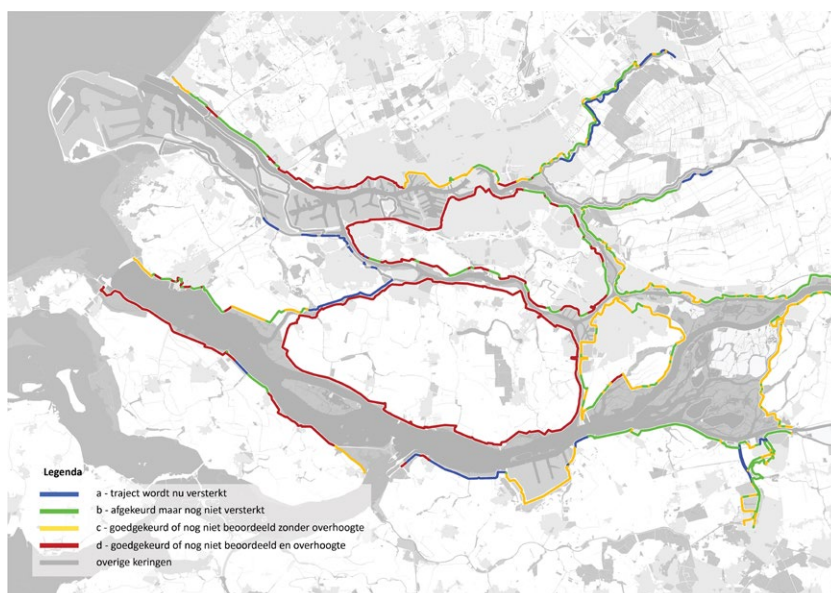 Legenda
a - traject wordt nu versterkt
b - afgekeurd maar nog niet versterkt
c - goedgekeurd of nog niet beoordeeld zonder overhoogte
d - goedgekeurd of nog niet beoordeeld en overhoogte
overige keringen